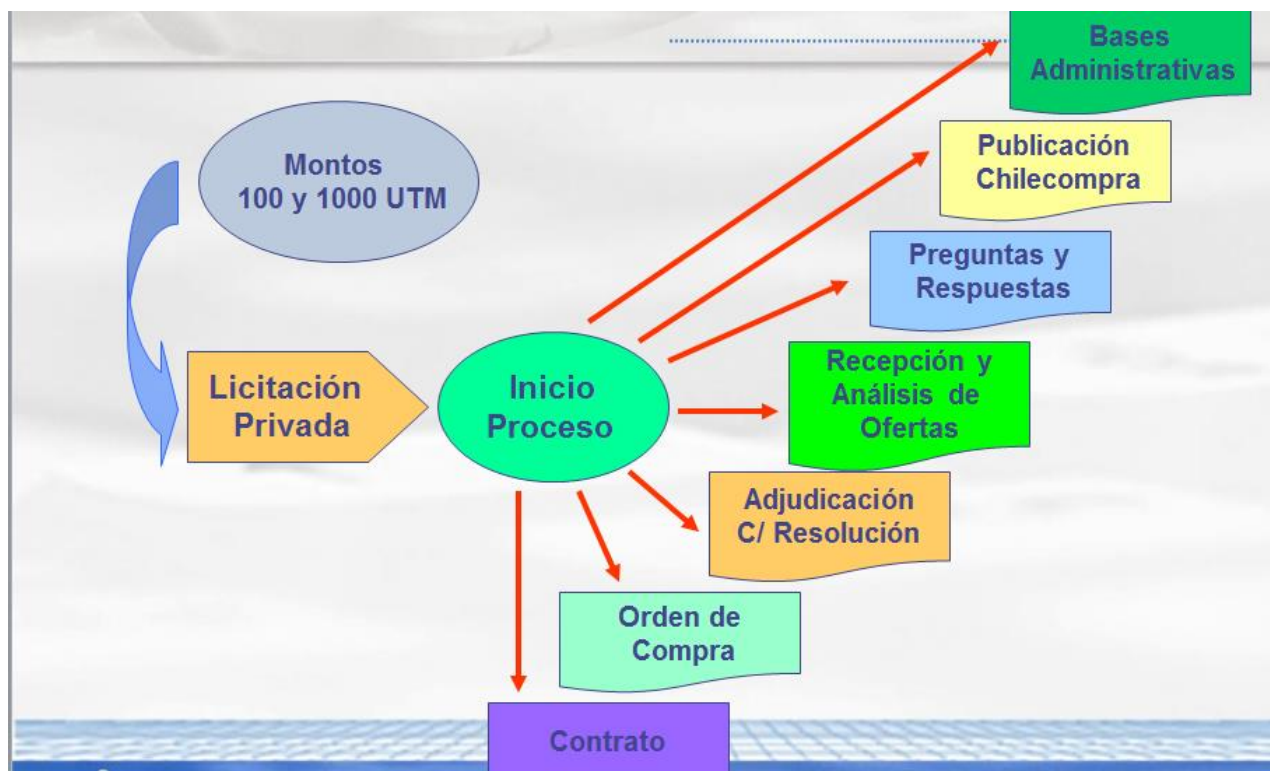 Bases
Administrativas
Publicación
Chilecompra
Montos
100 y 1000 UTM
Preguntas y
Respuestas
Recepción y
Análisis de
Ofertas
Licitación
Privada
Inicio
Proceso
Adjudicación
C/ Resolución
Orden de
Compra
Contrato